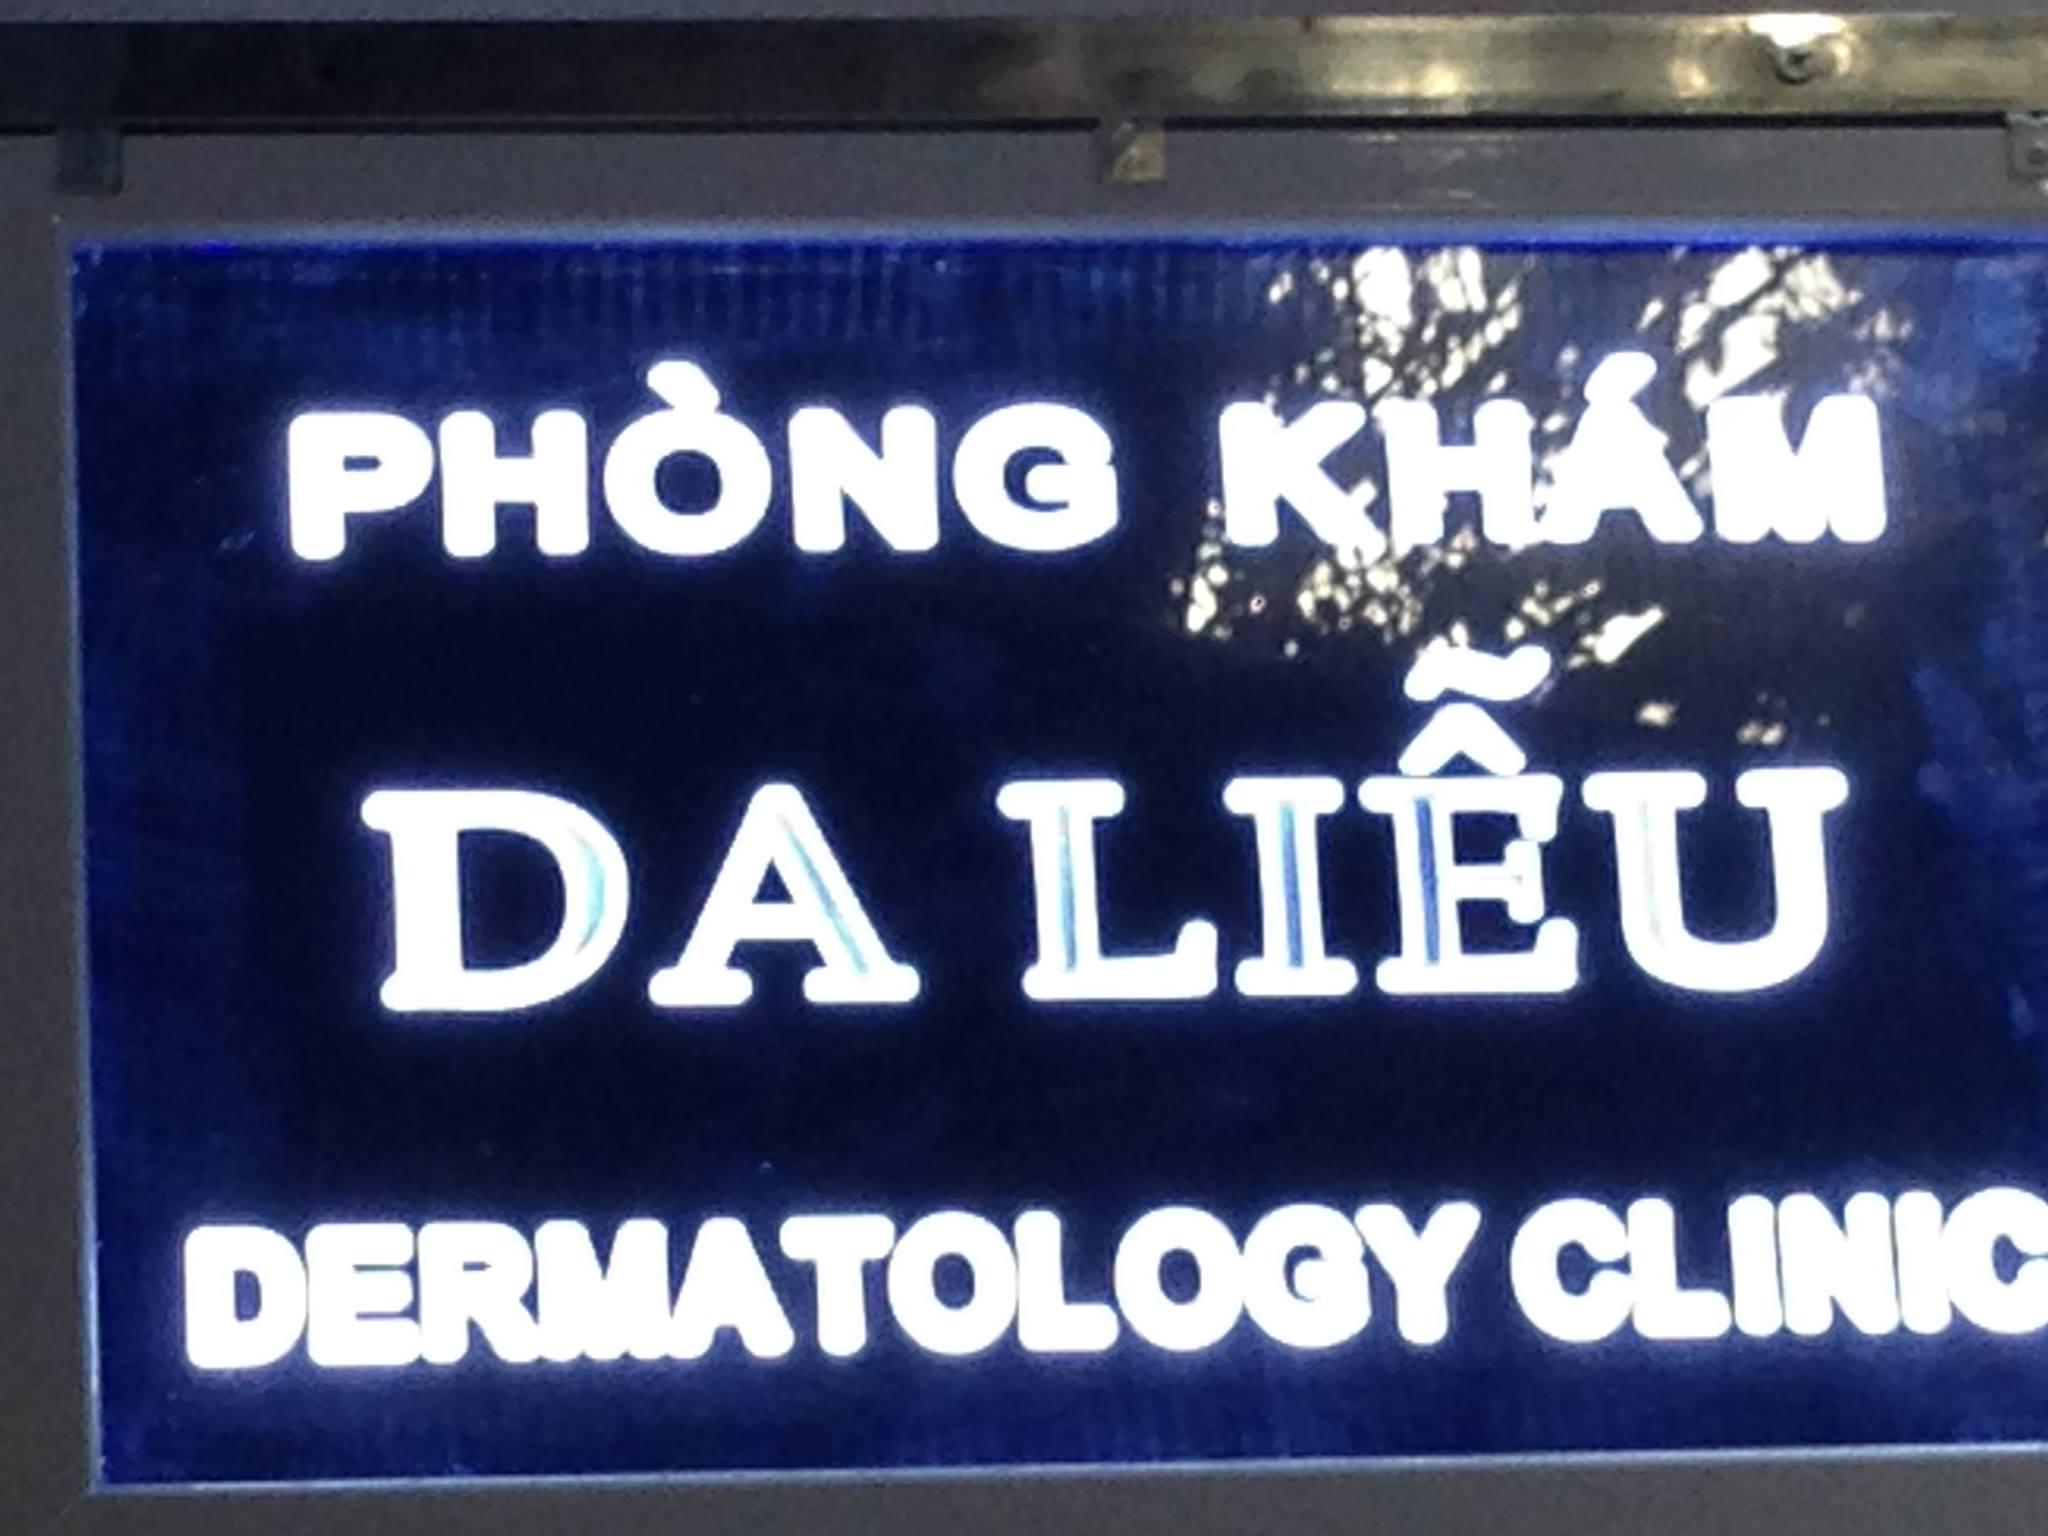 PHÒNG KHÁM
DA LIỄU
DERMATOLOGY CLINIC